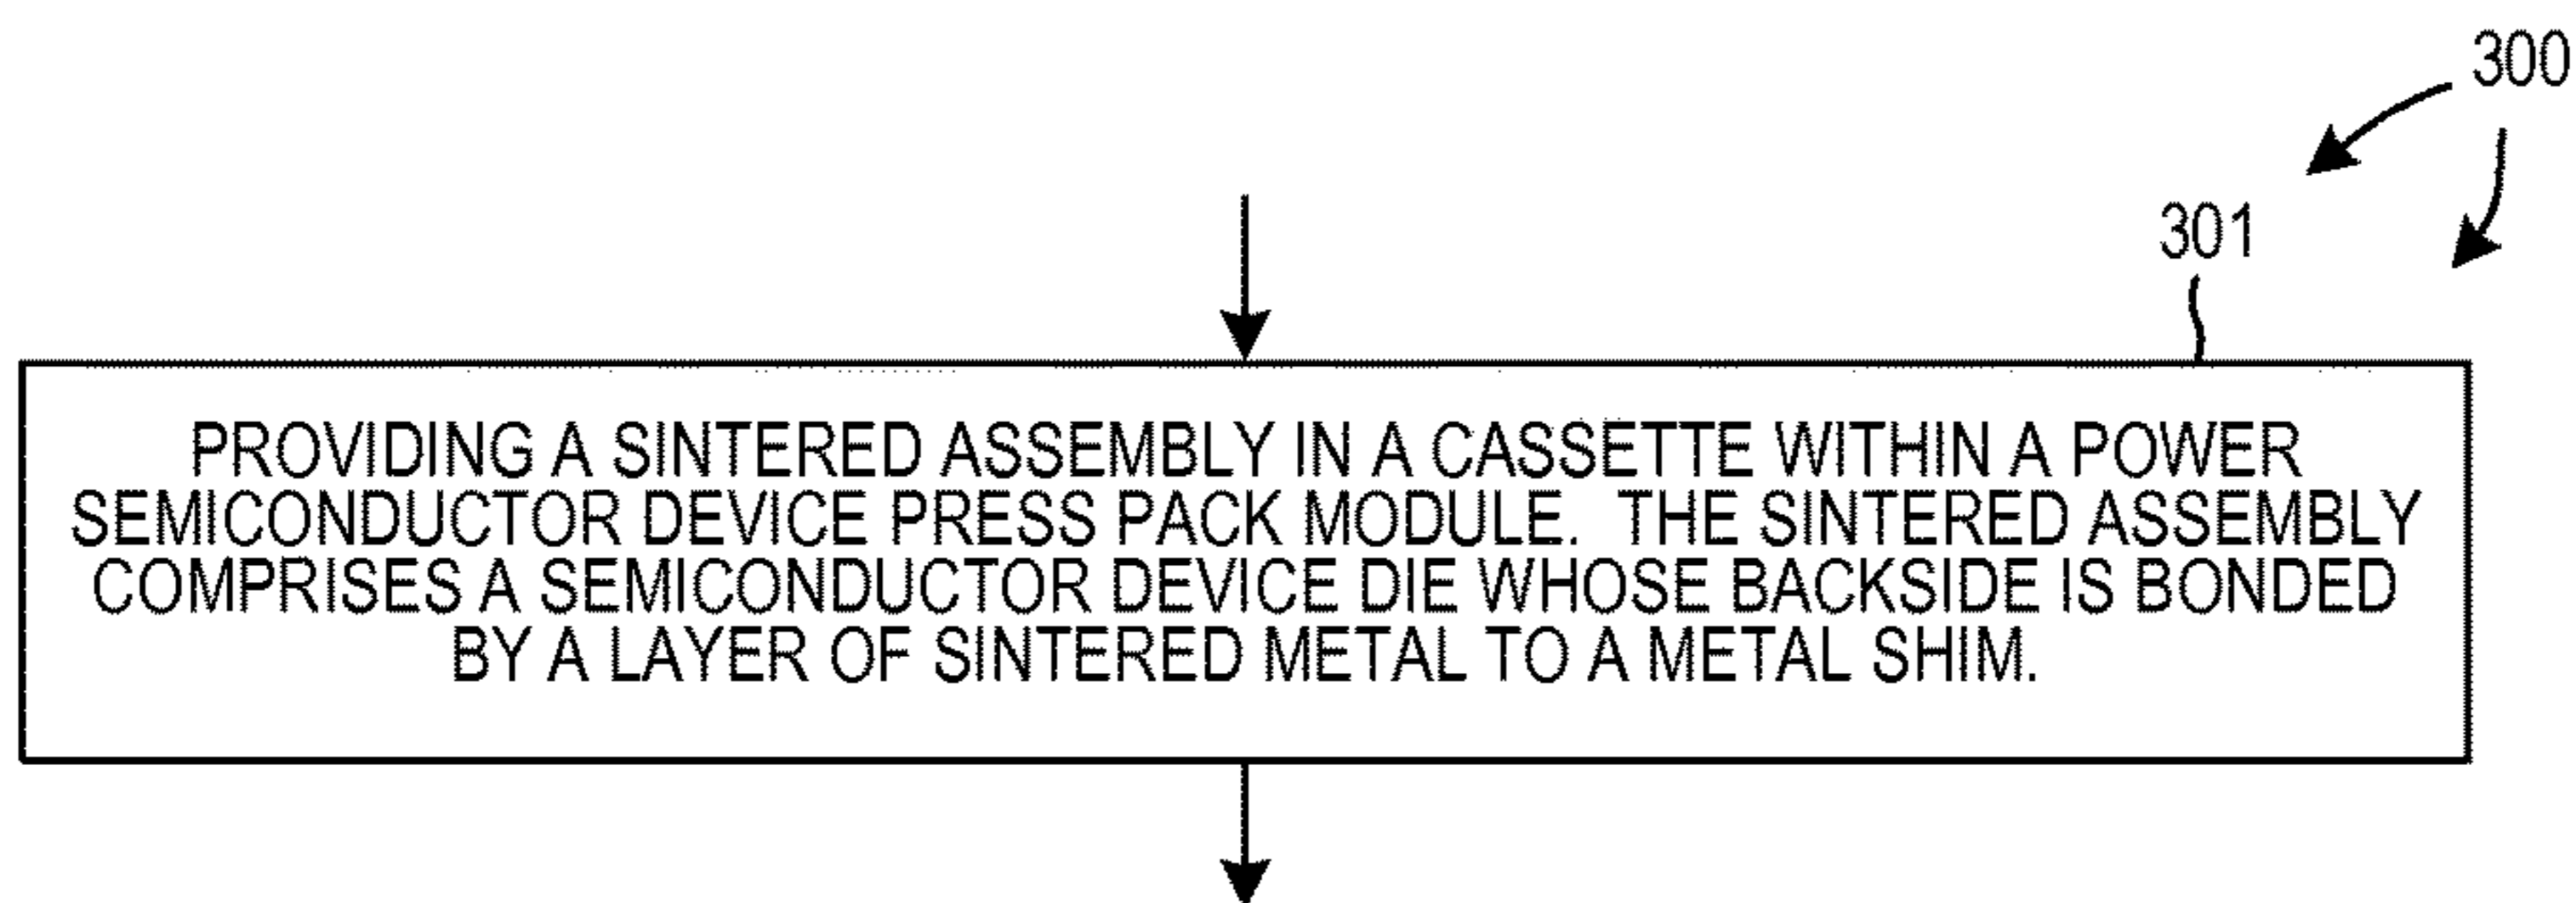 300
301
PROVIDING A SINTERED ASSEMBLY IN A CASSETTE WITHIN A POWER
SEMICONDUCTOR DEVICE PRESS PACK MODULE. THE SINTERED ASSEMBLY
COMPRISES A SEMICONDUCTOR DEVICE DIE WHOSE BACKSIDE IS BONDED
BY A LAYER OF SINTERED METAL TO A METAL SHIM.